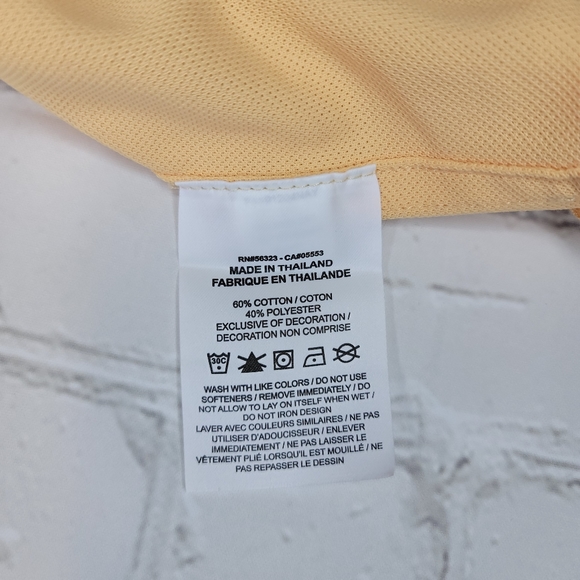 RN#56323 - CA#05553
MADE IN THAILAND
FABRIQUE EN THAILANDE
60% COTTON / COTON
40% POLYESTER
EXCLUSIVE OF DECORATION /
DECORATION NON COMPRISE
30C
WASH WITH LIKE COLORS / DO NOT USE
SOFTENERS / REMOVE IMMEDIATELY / DO
NOT ALLOW TO LAY ON ITSELF WHEN WET /
DO NOT IRON DESIGN
LAVER AVEC COULEURS SIMILAIRES / NE PAS
UTILISER D'ADOUCISSEUR / ENLEVER
IMMÉDIATEMENT / NE PAS LAISSER LE
VÊTEMENT PLIÉ LORSQU'IL EST MOUILLÉ / NE
PAS REPASSER LE DESSIN